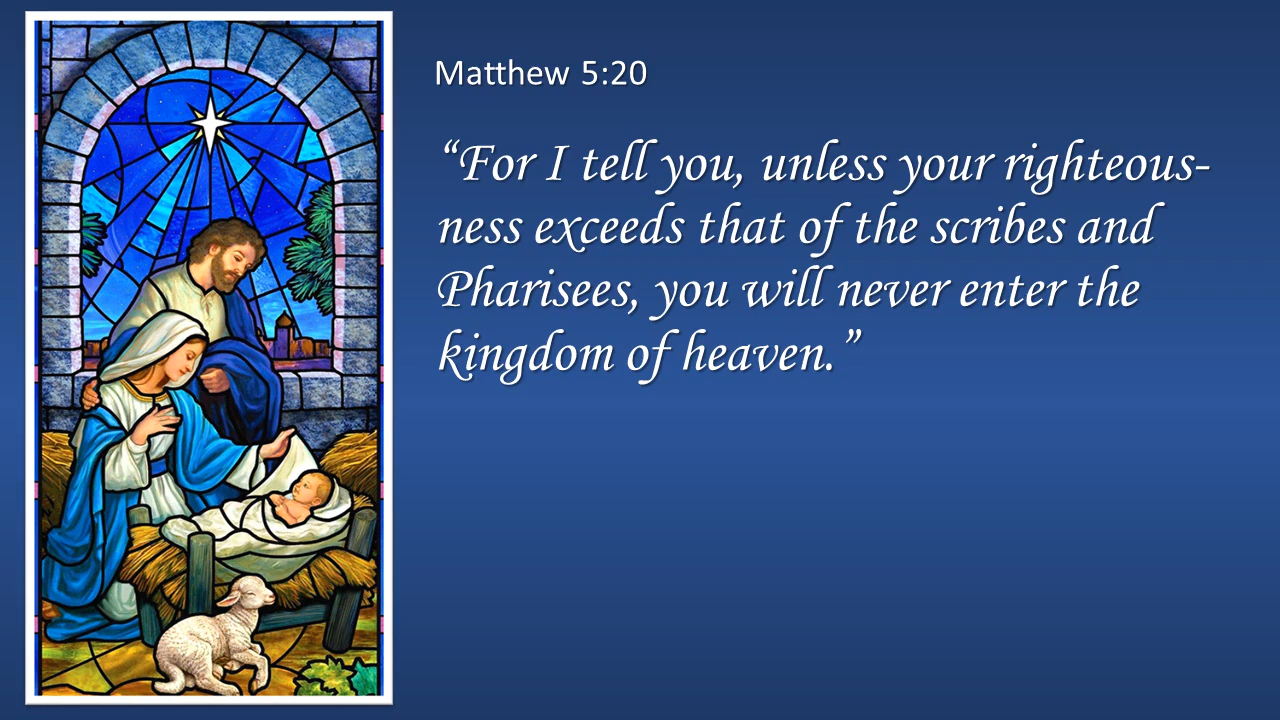 Matthew 5:20
“For I tell you, unless your righteous-
ness exceeds that of the scribes and
Pharisees, you will never enter the
kingdom of heaven.”